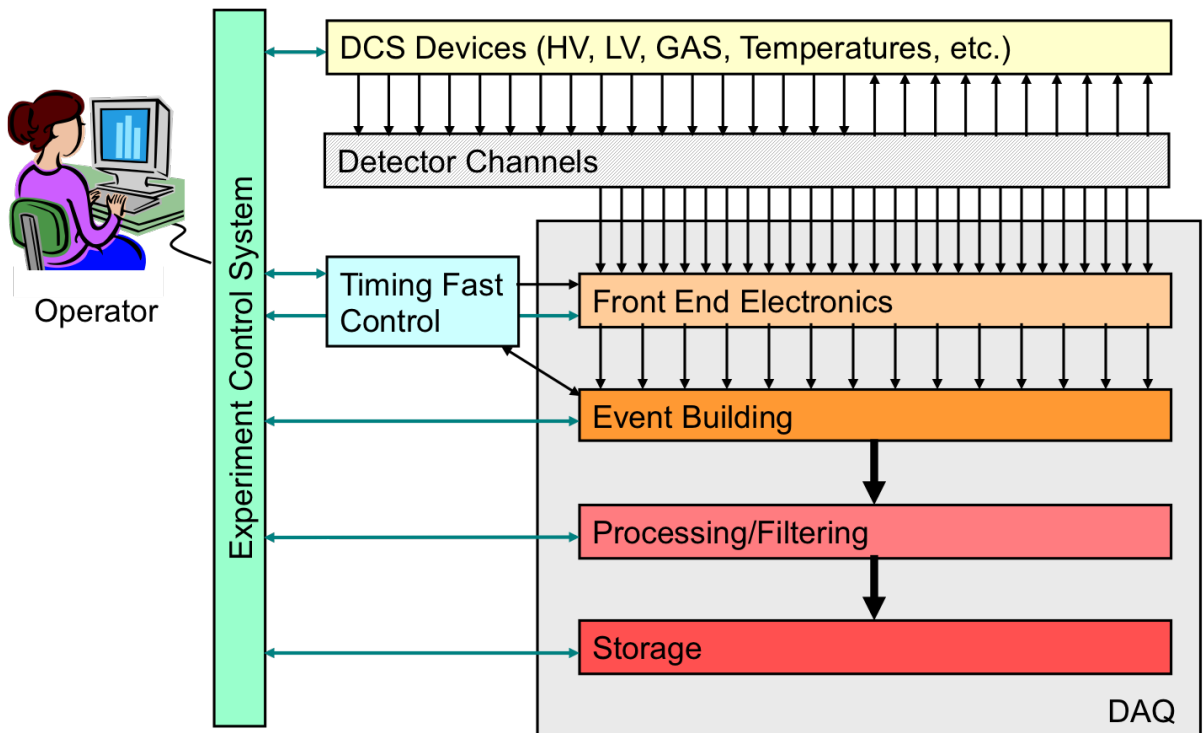 DCS Devices (HV, LV, GAS, Temperatures, etc.)
Detector Channels
Operator
Experiment Control System
Timing Fast
Control
Front End Electronics
Event Building
Processing/Filtering
Storage
DAQ